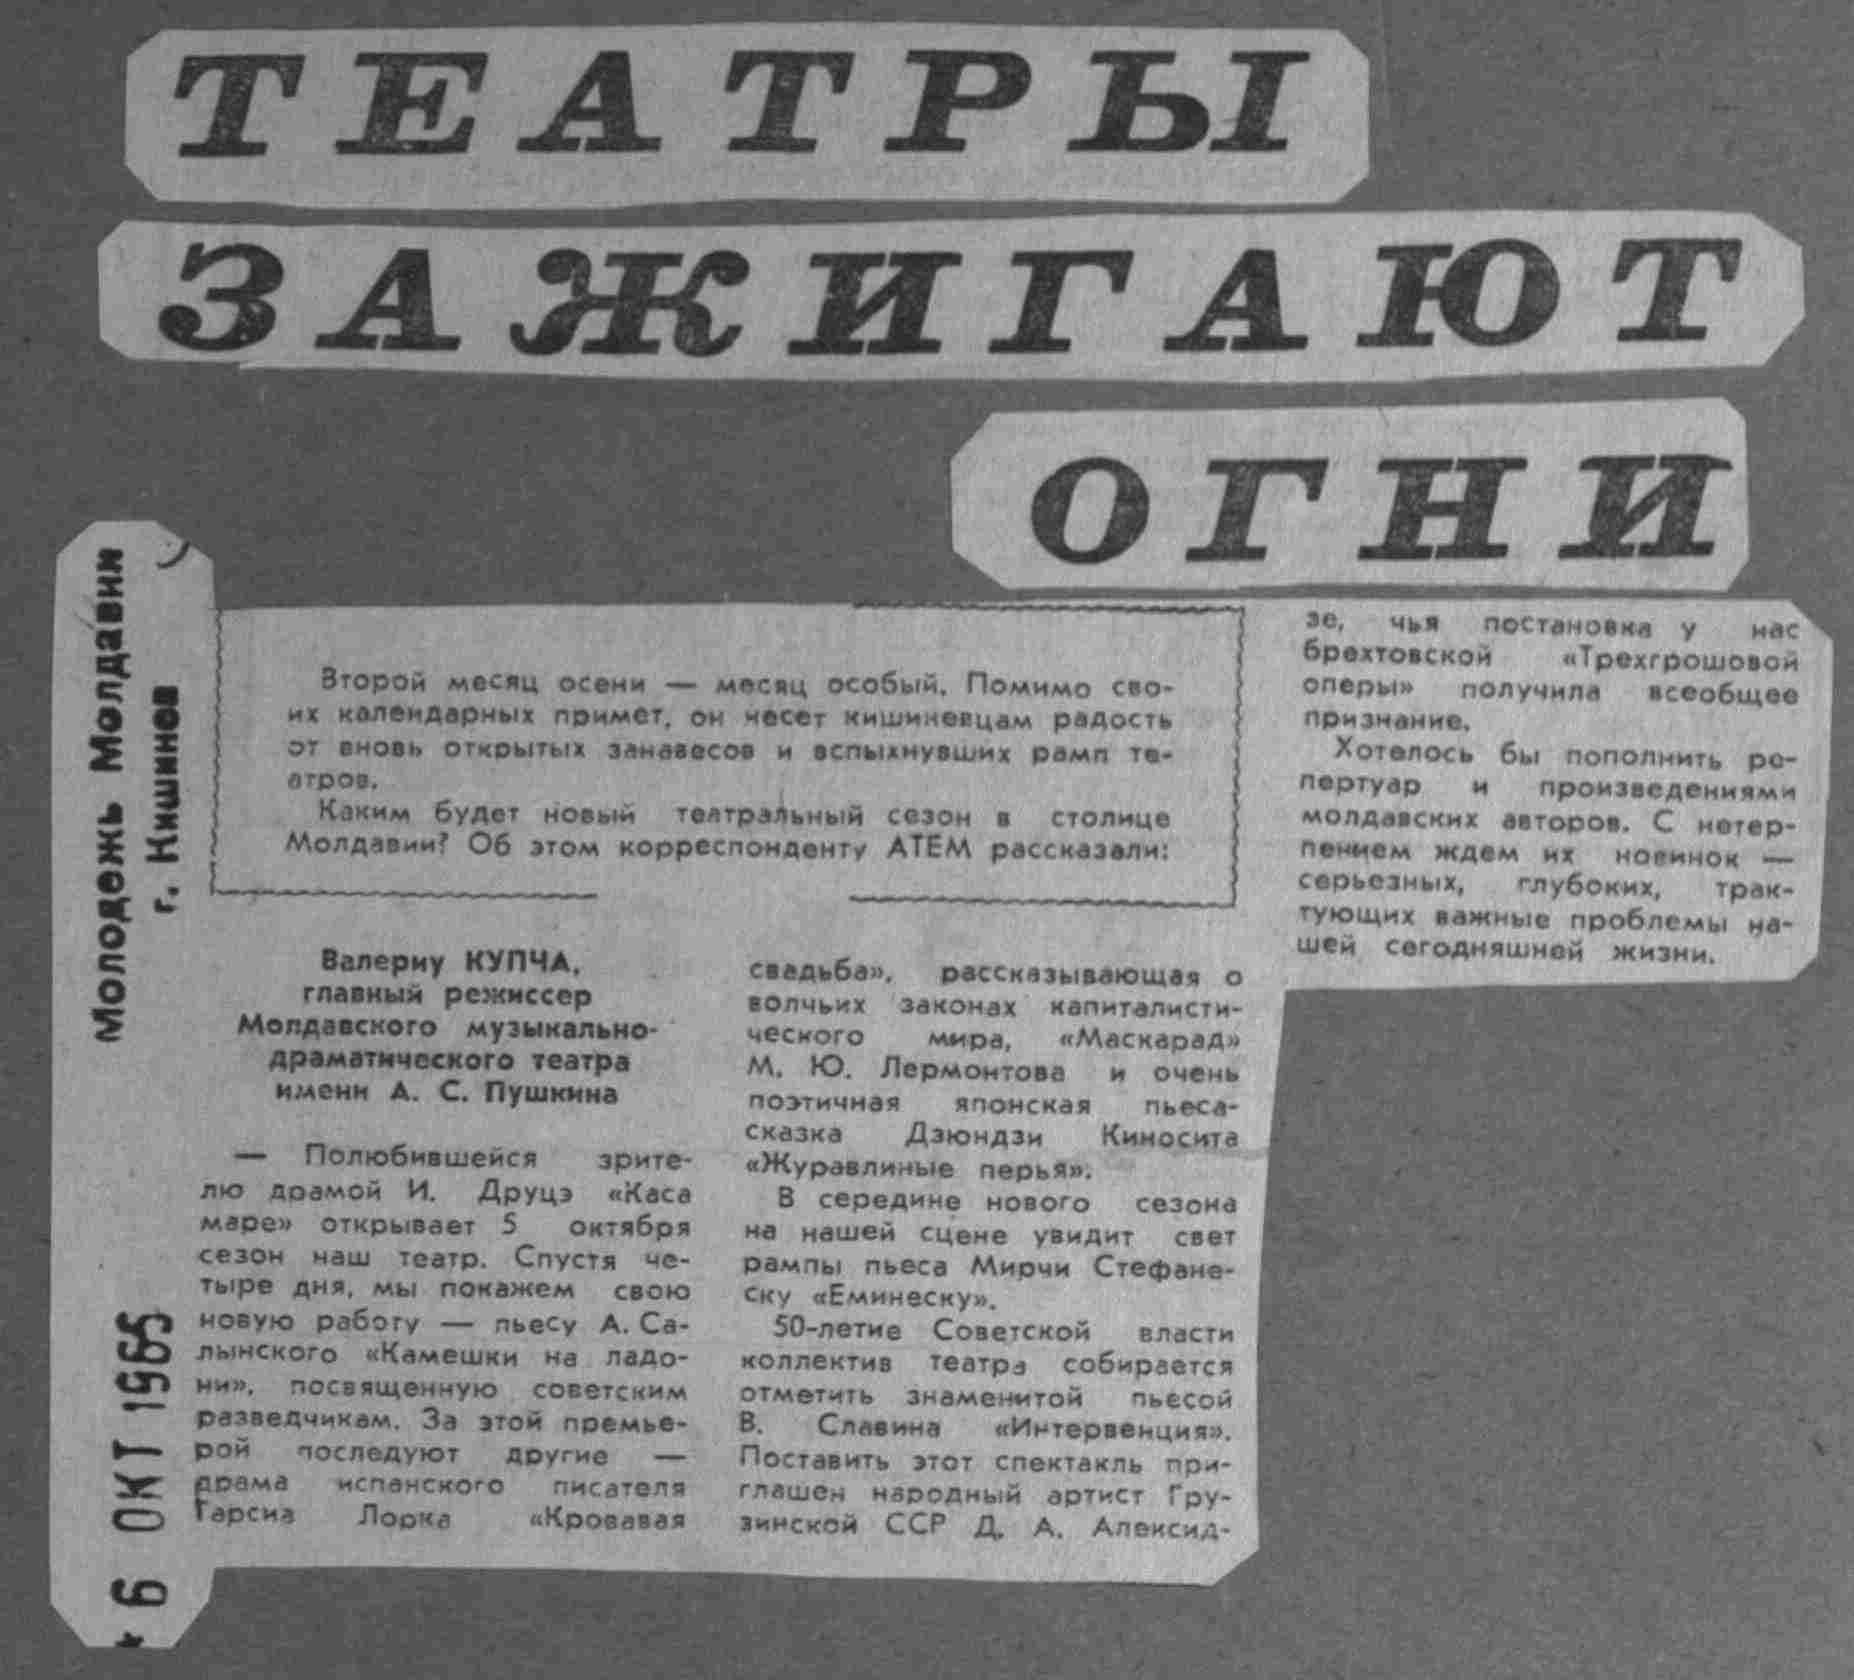 ТЕАТРЫ
ЗАЖИГАЮТ
ОГНИ
Молодежь Молдавии
г. Кишинов
* 6 ОКТ 1965
Второй месяц осени — месяц особый. Помимо сво-
их календарных примет, он несет кишиневцам радость
от вновь открытых занавесов и вспыхнувших рамп те-
атров.
Каким будет новый театральный сезон в столице
Молдавии? Об этом корреспонденту АТЕМ рассказали:
Валериу КУПЧА,
главный режиссер
Молдавского музыкально-
драматического театра
имени А. С. Пушкина
— Полюбившейся зрите-
лю драмой И. Друцэ «Каса
маре» открывает 5 октября
сезон наш театр. Спустя че-
тыре дня, мы покажем свою
новую работу — пьесу А. Са-
лынского «Камешки на ладо-
ни», посвященную советским
разведчикам. За этой премье-
рой последуют другие —
драма испанского писателя
Гарсиа Лорка «Кровавая
свадьба», рассказывающая о
волчьих законах капиталисти-
ческого мира, «Маскарад»
М. Ю. Лермонтова и очень
поэтичная японская пьеса-
сказка Дзюндзи Киносита
«Журавлиные перья».
В середине нового сезона
на нашей сцене увидит свет
рампы пьеса Мирчи Стефане-
ску «Еминеску».
50-летие Советской власти
коллектив театра собирается
отметить знаменитой пьесой
В. Славина «Интервенция».
Поставить этот спектакль при-
глашен народный артист Гру-
зинской ССР Д. А. Алексид-
зе, чья постановка у нас
брехтовской «Трехгрошовой
оперы» получила всеобщее
признание.
Хотелось бы пополнить ре-
пертуар и произведениями
молдавских авторов. С нетер-
пением ждем их новинок —
серьезных, глубоких, трак-
тующих важные проблемы на-
шей сегодняшней жизни.